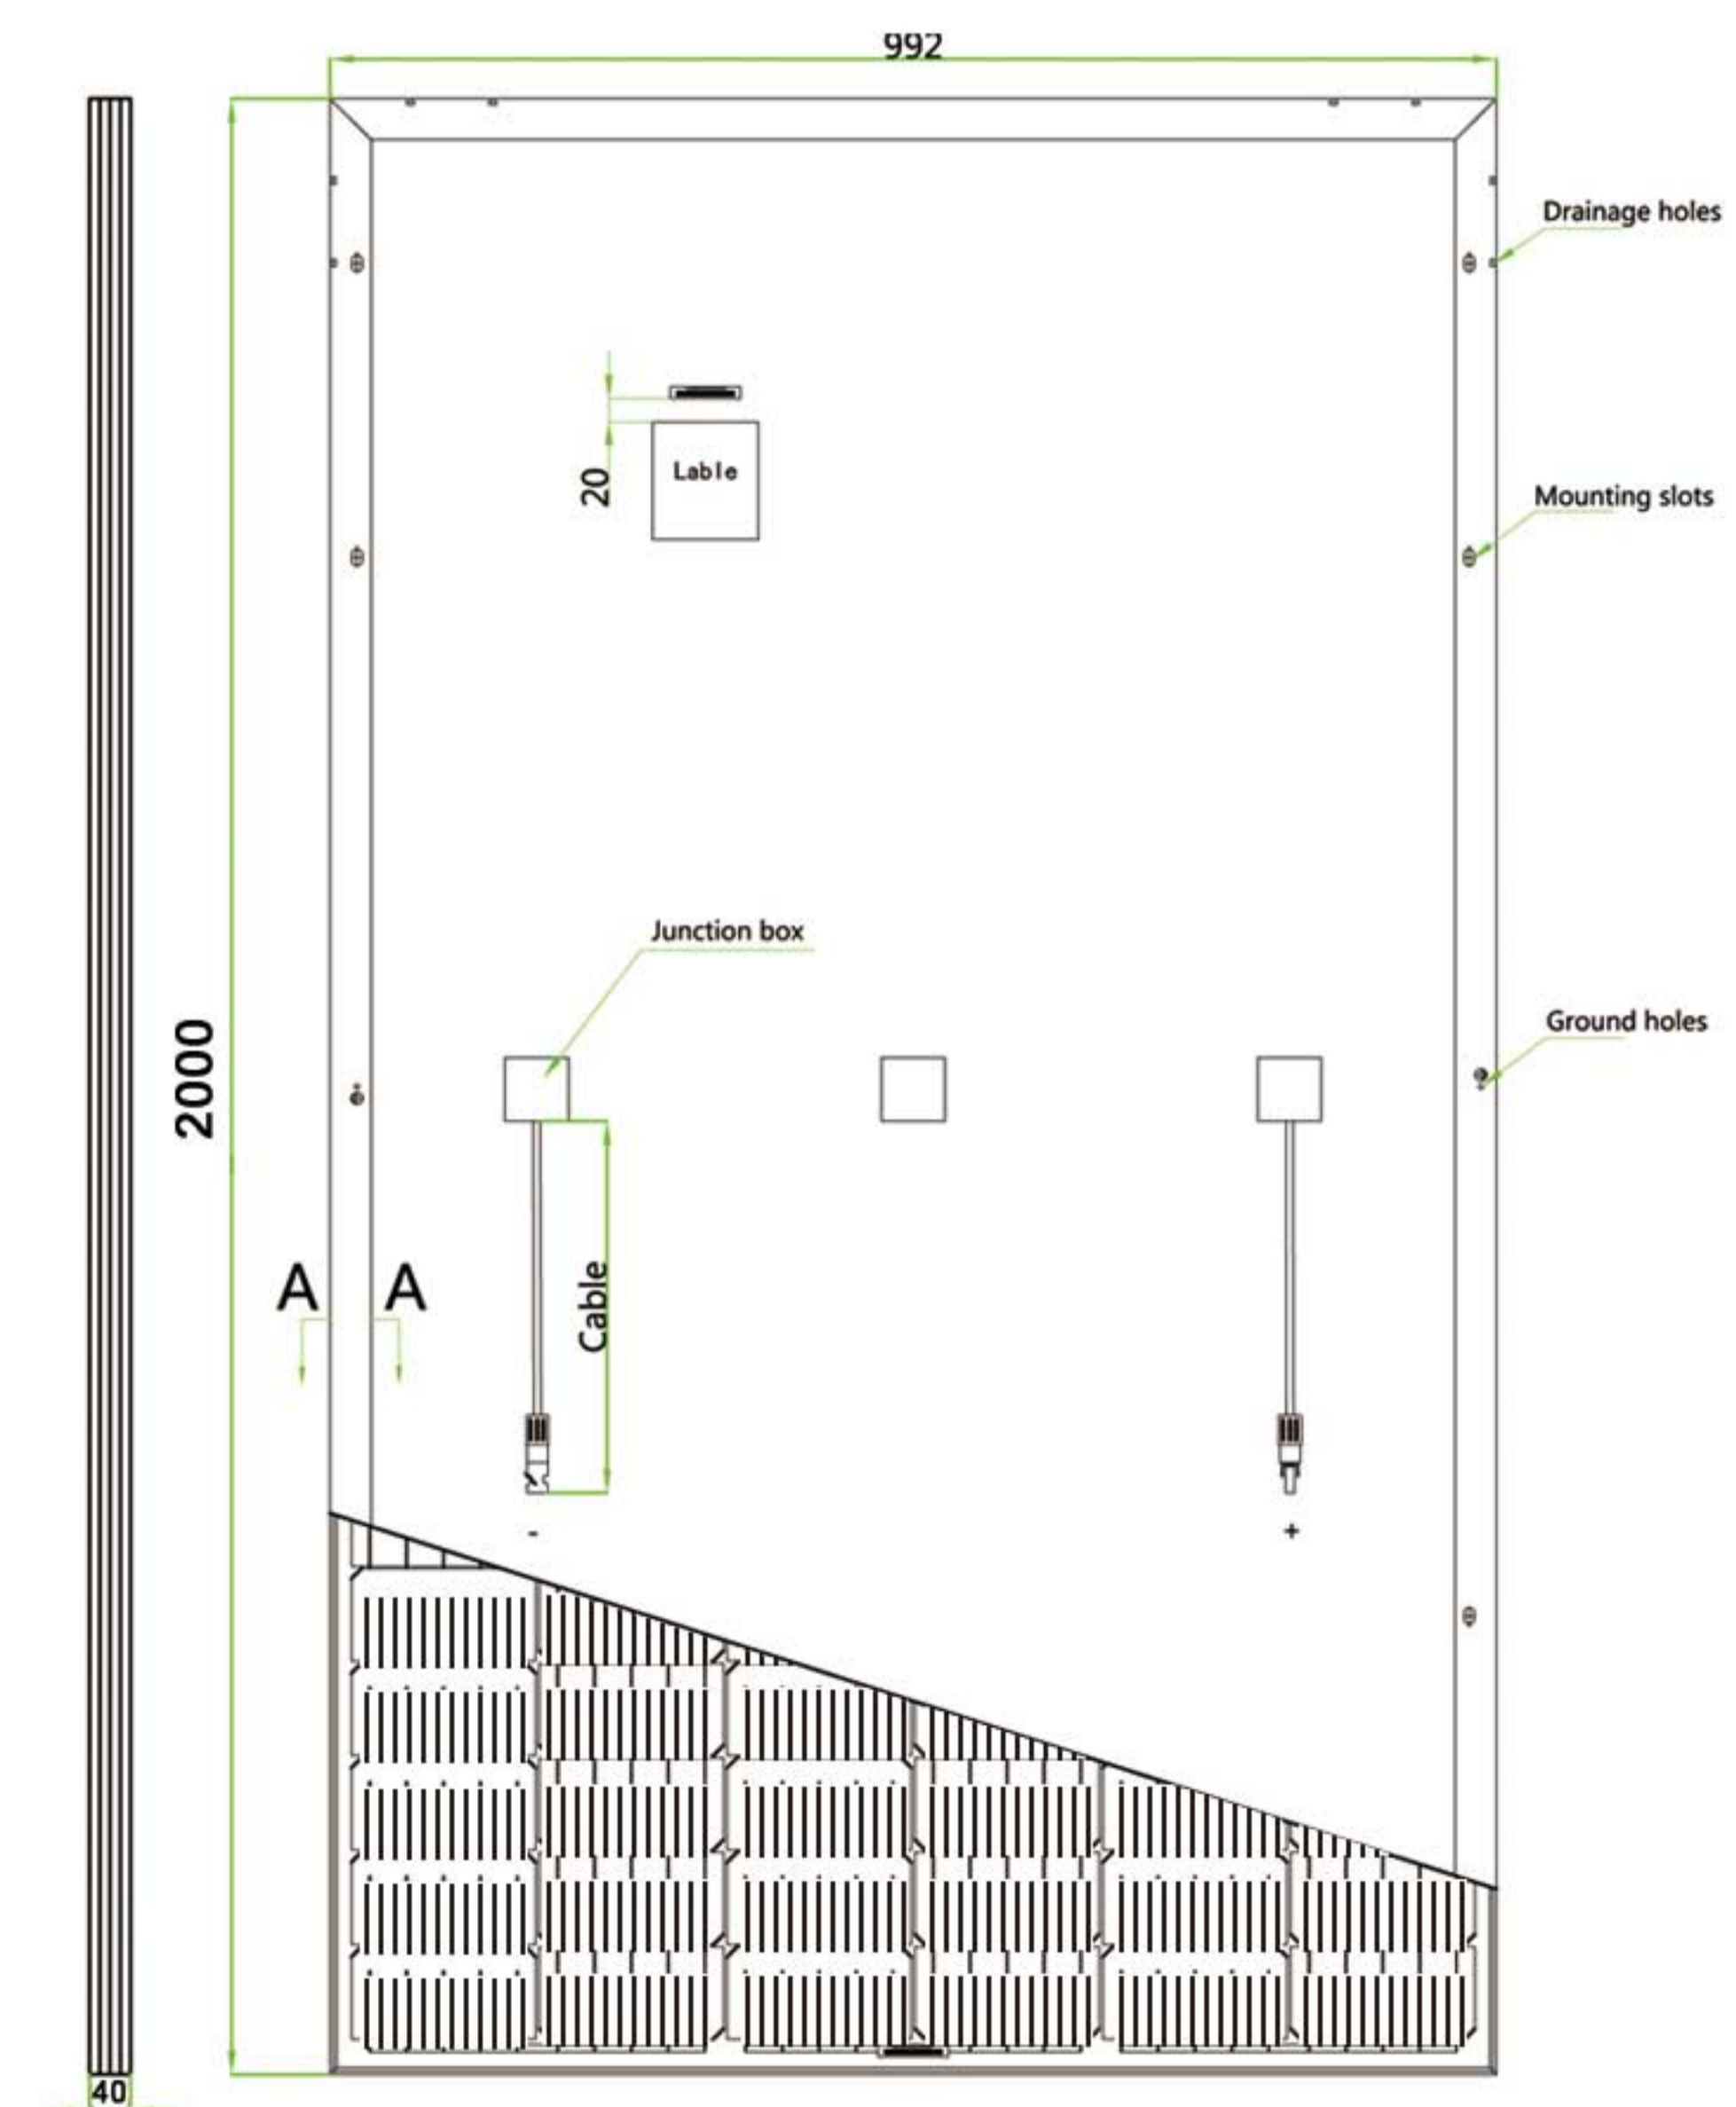 992
Drainage holes
Lable
20
Mounting slots
Junction box
Ground holes
2000
A A
Cable
- +
40